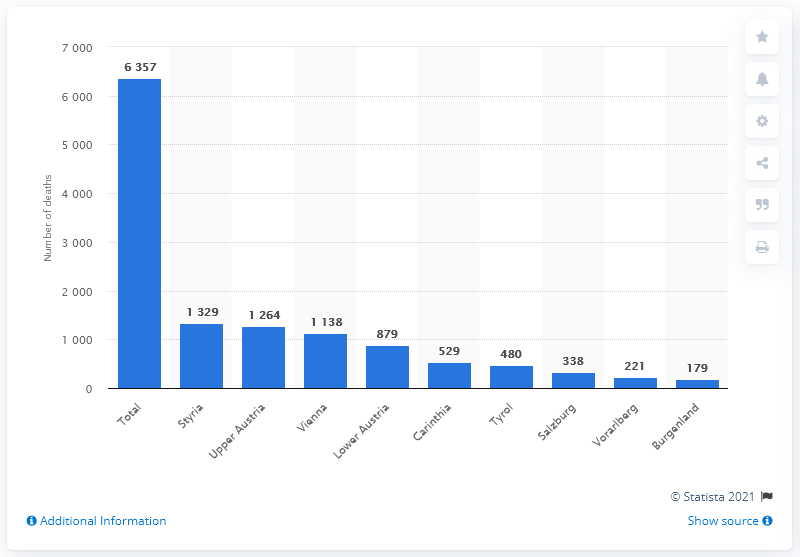 Number of deaths
7 000
6 000
5 000
4 000
3 000
2 000
1 000
0
6 357
1 329
1 264
1 138
879
529
480
338
221
179
Total
Styria
Upper Austria
Vienna
Lower Austria
Carinthia
Tyrol
Salzburg
Vorarlberg
Burgenland
© Statista 2021
Additional Information
Show source